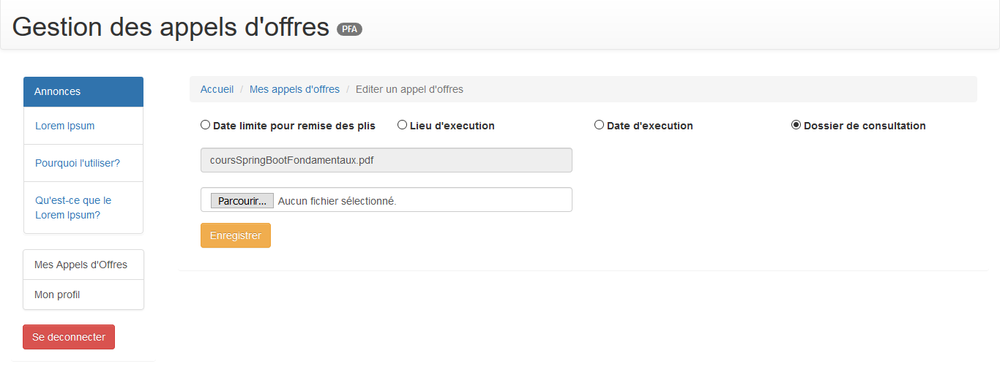 Gestion des appels d'offres PFA
Annonces
Lorem Ipsum
Pourquoi l'utiliser?
Qu'est-ce que le
Lorem Ipsum?
Mes Appels d'Offres
Mon profil
Se deconnecter
Accueil / Mes appels d'offres / Editer un appel d'offres
Date limite pour remise des plis Lieu d'execution Date d'execution Dossier de consultation
coursSpringBootFondamentaux.pdf
Parcourir... Aucun fichier sélectionné.
Enregistrer